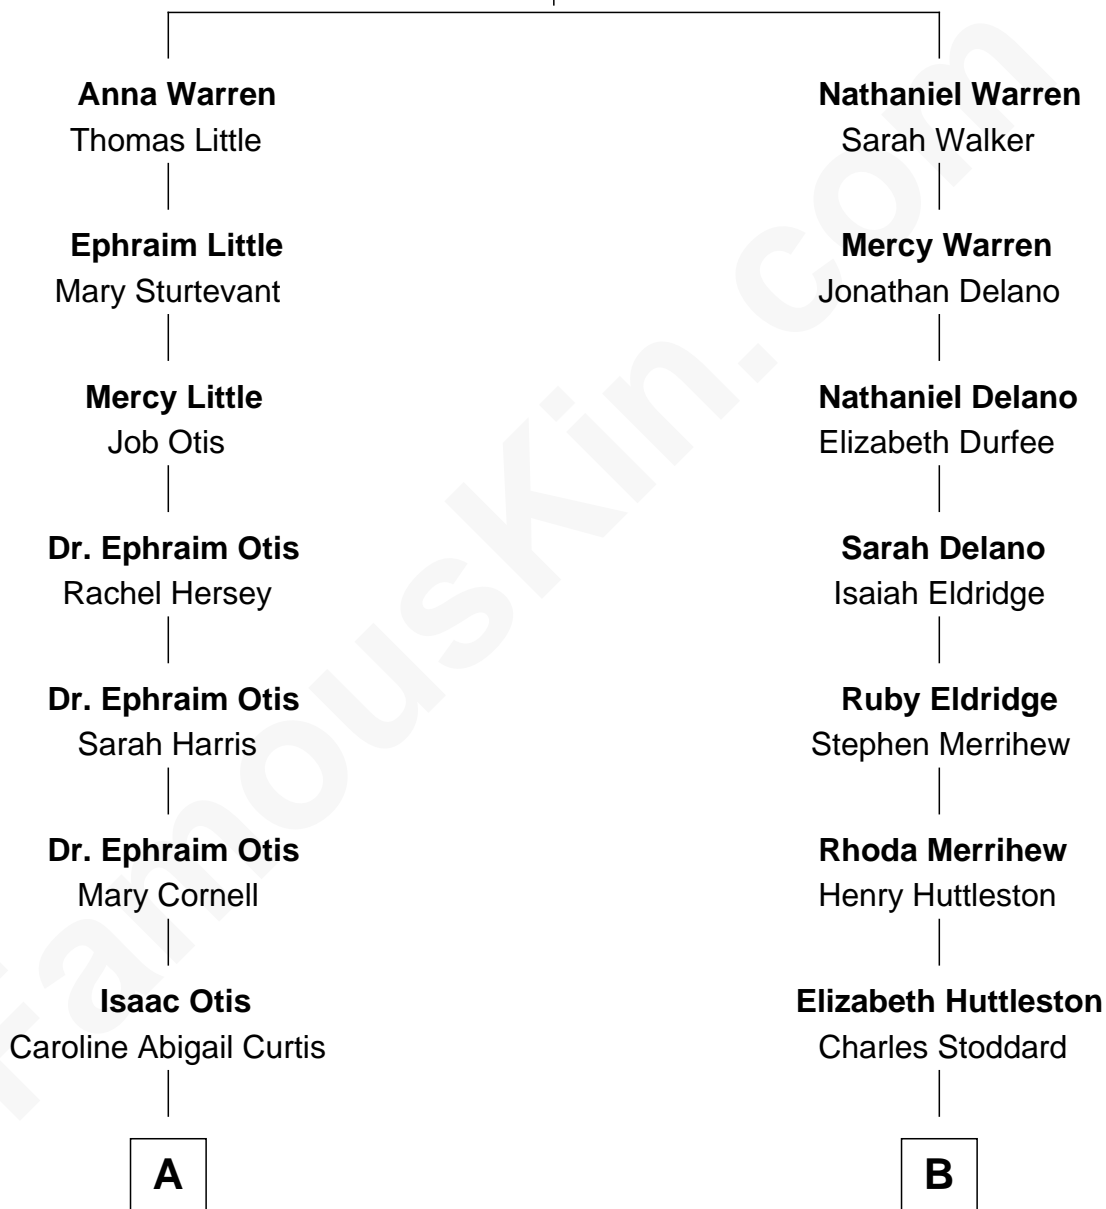 Anna Warren
Thomas Little
Ephraim Little
Mary Sturtevant
Mercy Little
Job Otis
Dr. Ephraim Otis
Rachel Hersey
Dr. Ephraim Otis
Sarah Harris
Dr. Ephraim Otis
Mary Cornell
Isaac Otis
Caroline Abigail Curtis
A
Nathaniel Warren
Sarah Walker
Mercy Warren
Jonathan Delano
Nathaniel Delano
Elizabeth Durfee
Sarah Delano
Isaiah Eldridge
Ruby Eldridge
Stephen Merrihew
Rhoda Merrihew
Henry Huttleston
Elizabeth Huttleston
Charles Stoddard
B
FamousKin.com